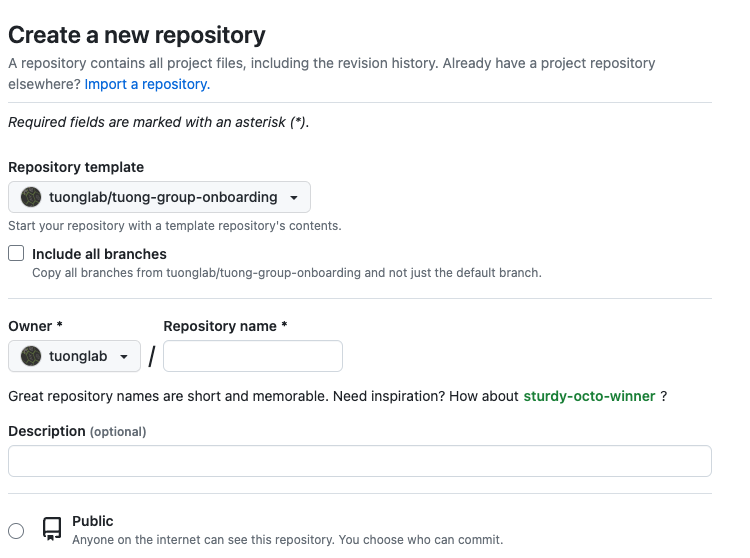 Create a new repository
A repository contains all project files, including the revision history. Already have a project repository
elsewhere? Import a repository.
Required fields are marked with an asterisk (*).
Repository template
tuonglab/tuong-group-onboarding
Start your repository with a template repository's contents.
Include all branches
Copy all branches from tuonglab/tuong-group-onboarding and not just the default branch.
Owner * Repository name *
tuonglab /
Great repository names are short and memorable. Need inspiration? How about sturdy-octo-winner ?
Description (optional)
Public
Anyone on the internet can see this repository. You choose who can commit.